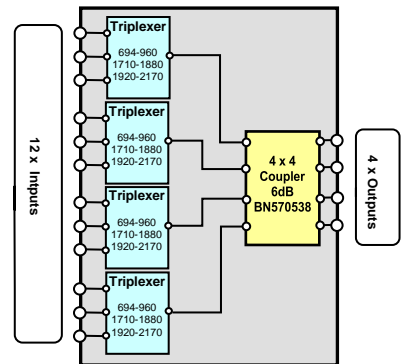 12 x Intputs
Triplexer
694-960
1710-1880
1920-2170
Triplexer
694-960
1710-1880
1920-2170
Triplexer
694-960
1710-1880
1920-2170
Triplexer
694-960
1710-1880
1920-2170
4 x 4
Coupler
6dB
BN570538
4 x Outputs